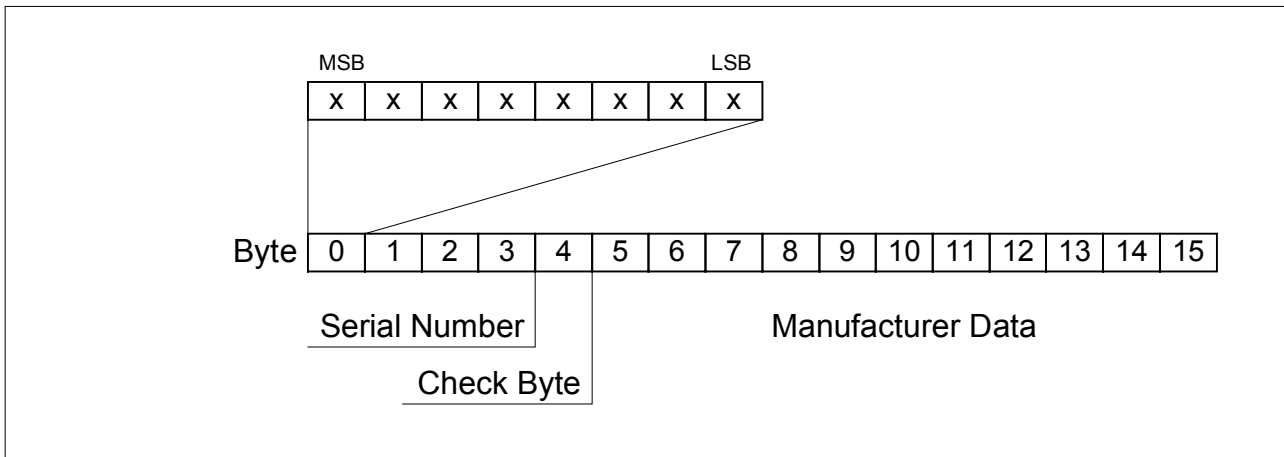 MSB LSB
x x x x x x x x
Byte 0 1 2 3 4 5 6 7 8 9 10 11 12 13 14 15
Serial Number Manufacturer Data
Check Byte